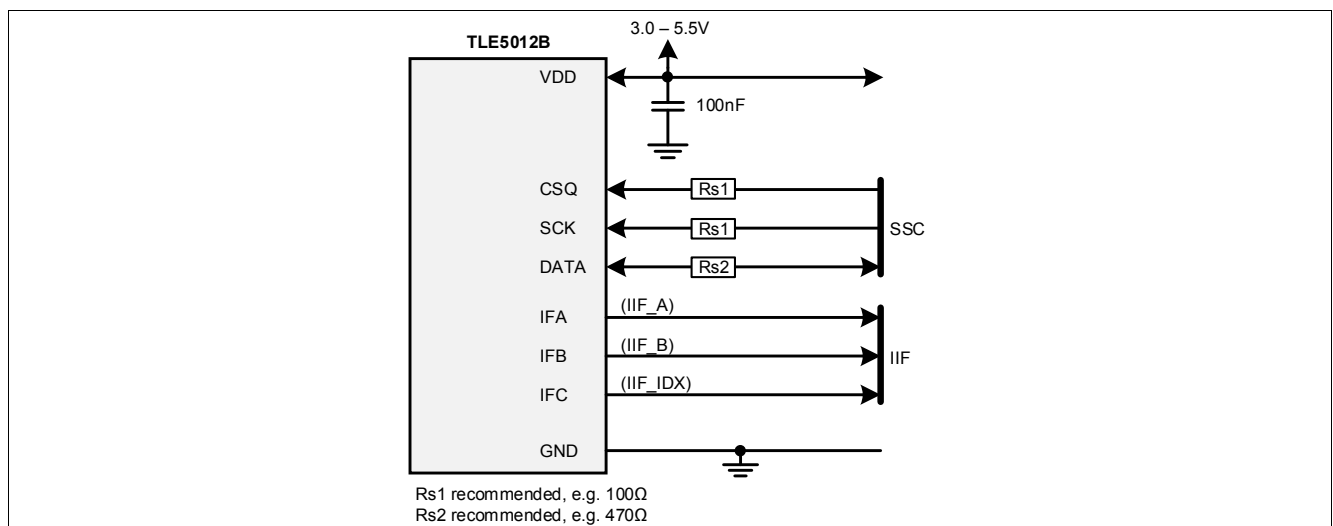 3.0 – 5.5V
TLE5012B
VDD
100nF
CSQ
Rs1
SCK
Rs1
SSC
DATA
Rs2
IFA
(IIF_A)
IFB
(IIF_B)
IIF
IFC
(IIF_IDX)
GND
Rs1 recommended, e.g. 100Ω
Rs2 recommended, e.g. 470Ω